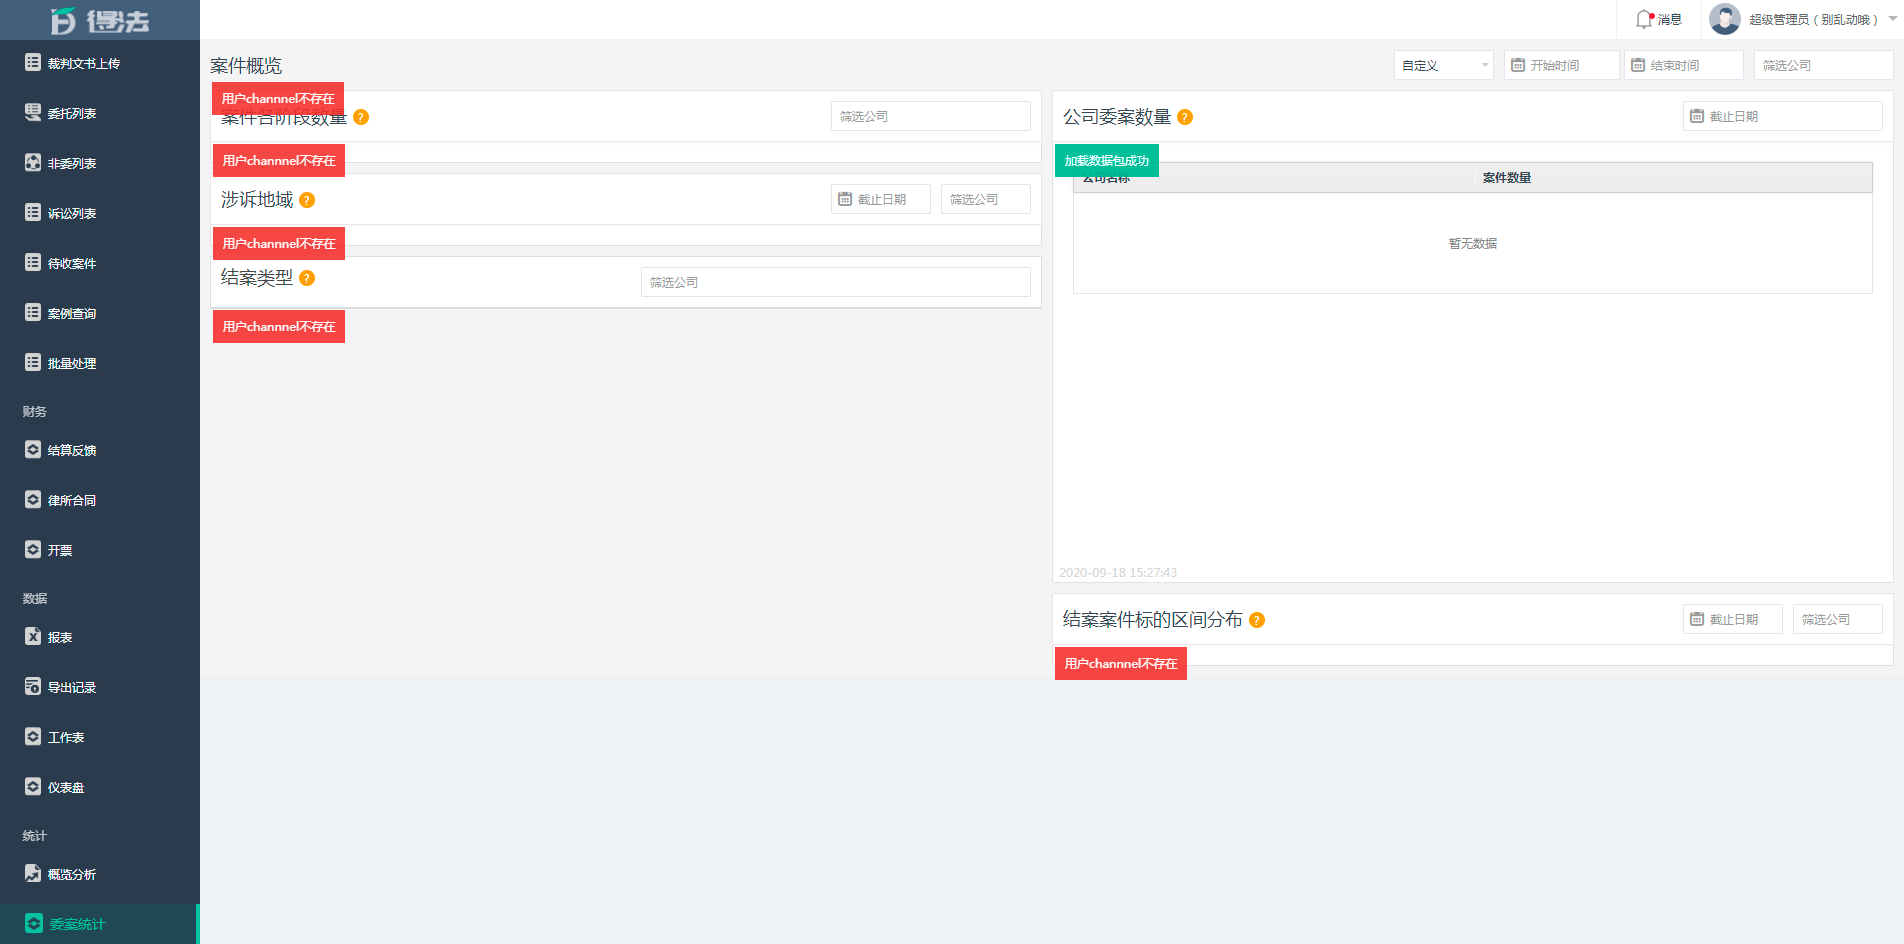 得法
消息
超级管理员（别乱动哦）
裁判文书上传
委托列表
非委列表
诉讼列表
待收案件
案例查询
批量处理
财务
结算反馈
律所合同
开票
数据
报表
导出记录
工作表
仪表盘
统计
概览分析
委案统计
案件概览
自定义
开始时间
结束时间
筛选公司
用户channnel不存在
案件各阶段数量
?
筛选公司
用户channnel不存在
涉诉地域
?
截止日期
筛选公司
用户channnel不存在
结案类型
?
筛选公司
用户channnel不存在
公司委案数量
?
截止日期
加载数据包成功
公司名称
案件数量
暂无数据
2020-09-18 15:27:43
结案案件标的区间分布
?
截止日期
筛选公司
用户channnel不存在